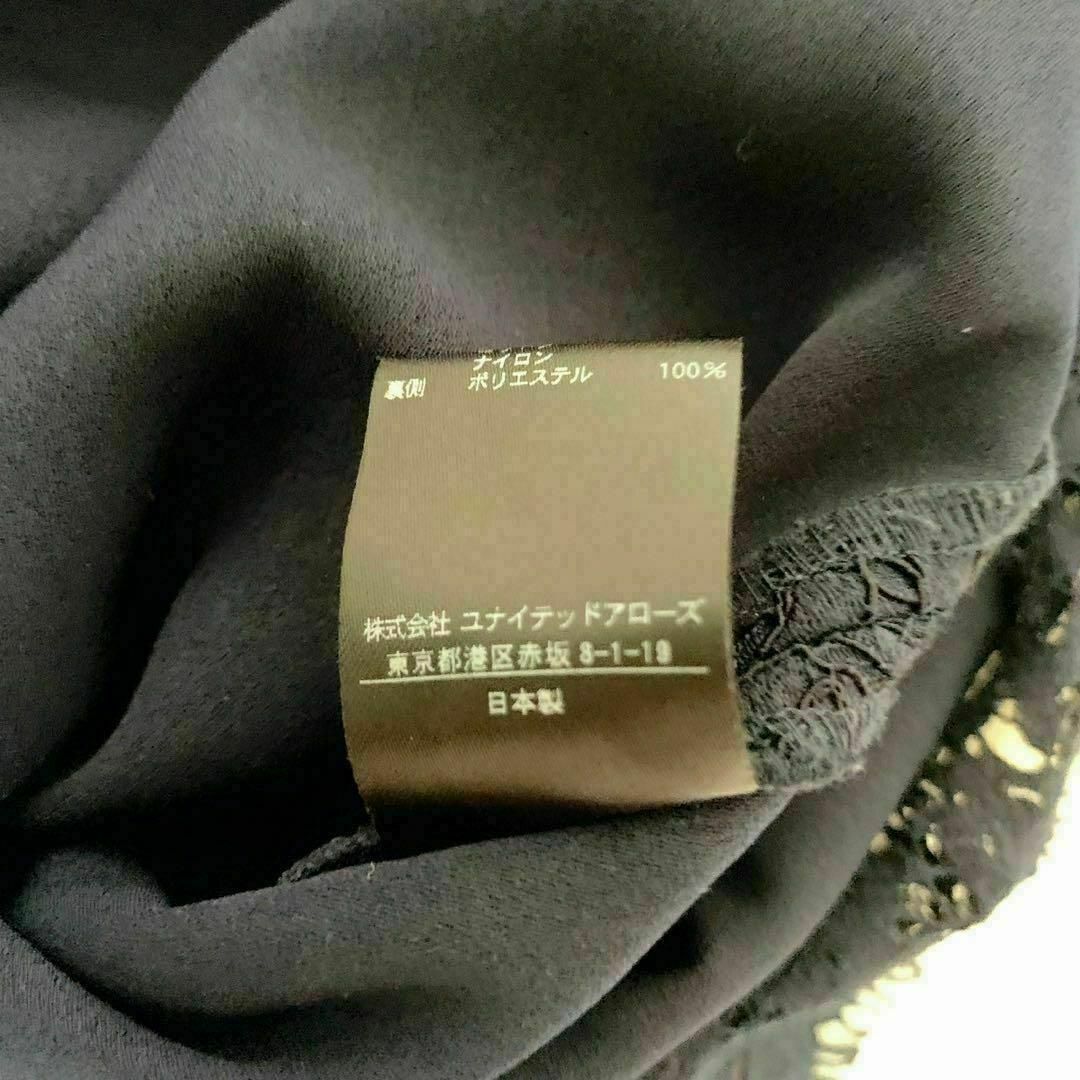 ナイロン
裏側 ポリエステル 100%
株式会社 ユナイテッドアローズ
東京都港区赤坂 3-1-19
日本製